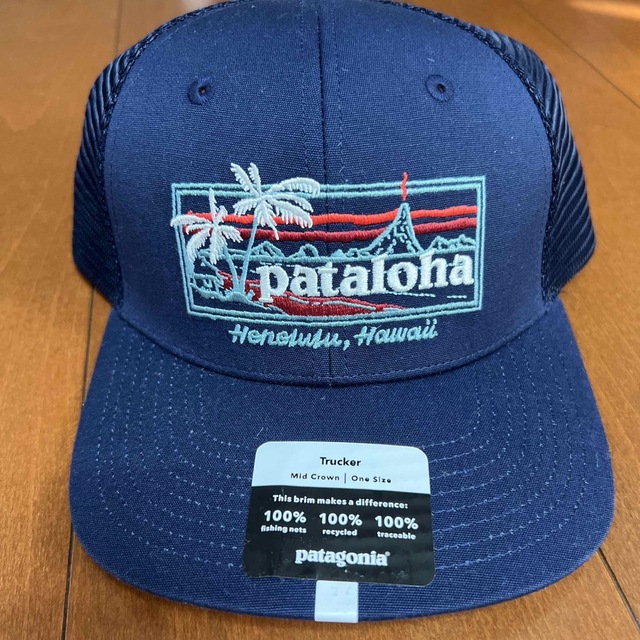 pataloha
Honolulu, Hawaii
Trucker
Mid Crown | One Size
This brim makes a difference:
100% 100% 100%
fishing nets recycled traceable
patagonia®